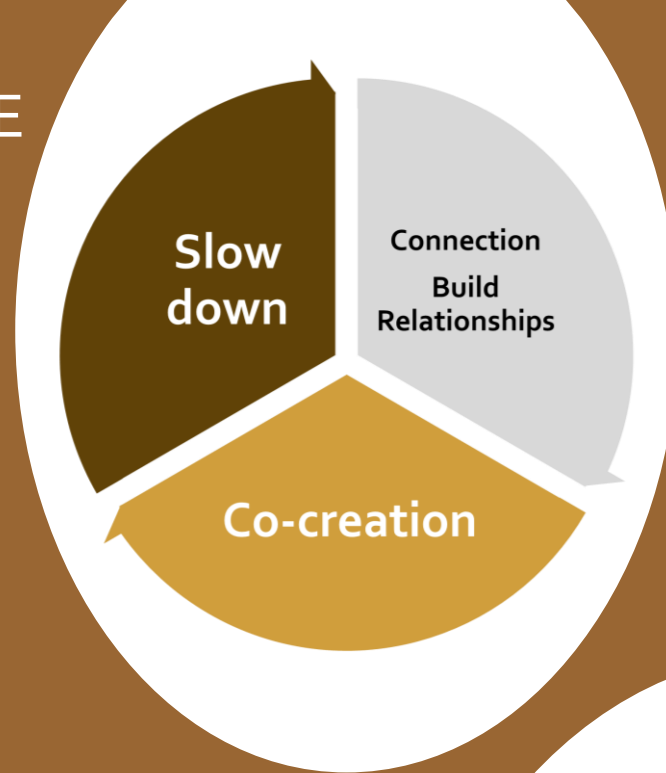 E
Slow
down
Connection
Build
Relationships
Co-creation